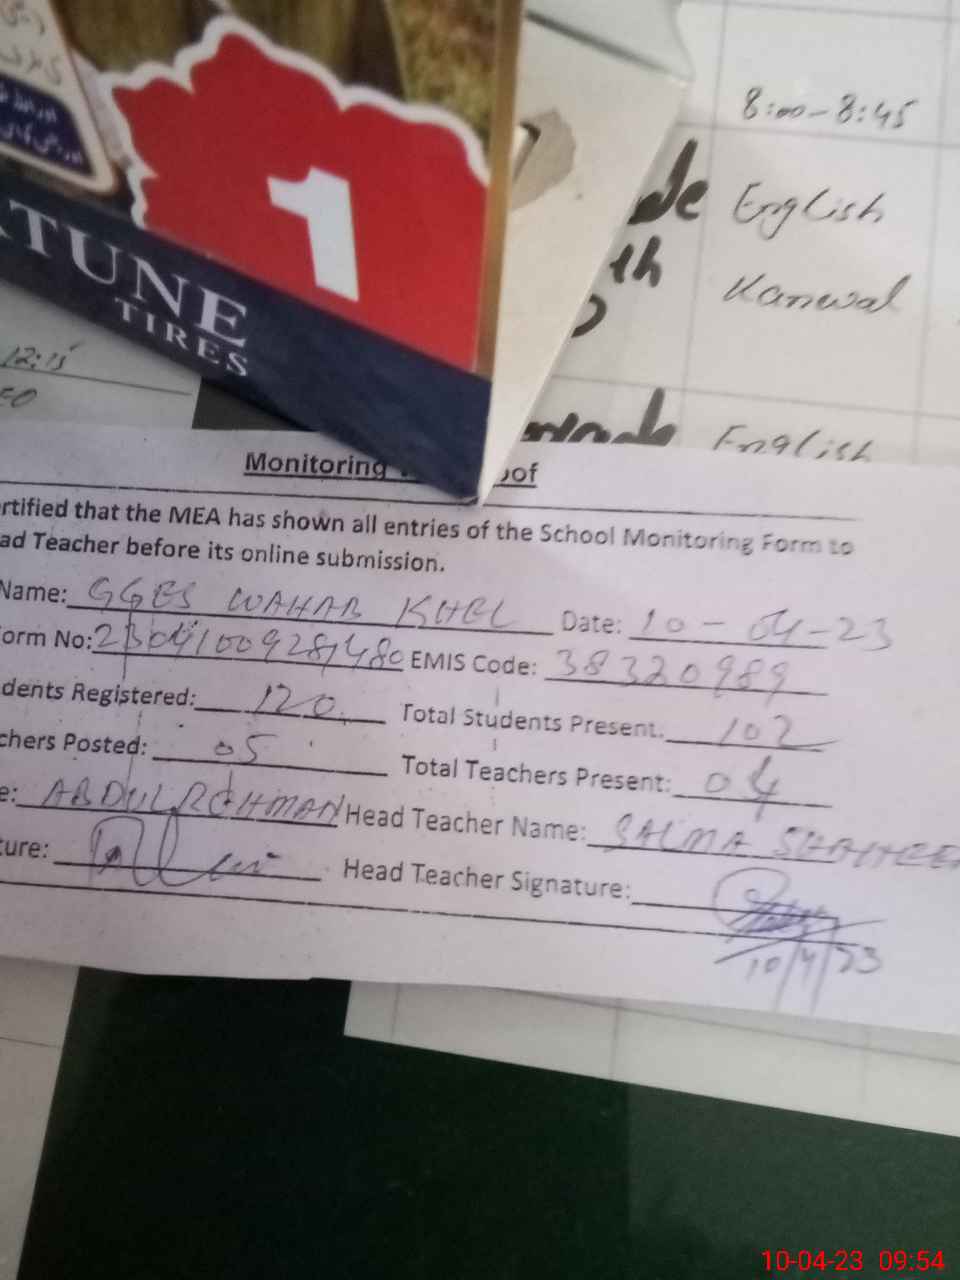 8:00-8:45
English
th
Kanwal
1
TUNE
TIRES
12:15
English
Monitoring
oof
rtified that the MEA has shown all entries of the School Monitoring Form to
ad Teacher before its online submission.
Name: GGES WAHAB KHEL Date: 10-04-23
orm No: EMIS Code: 38320989
dents Registered: 120 Total Students Present: 102
chers Posted: 05 Total Teachers Present: 04
e: ABDUL REHMAN Head Teacher Name: SALMA SHAHEE
ture: Head Teacher Signature:
10/4/23
10-04-23 09:54